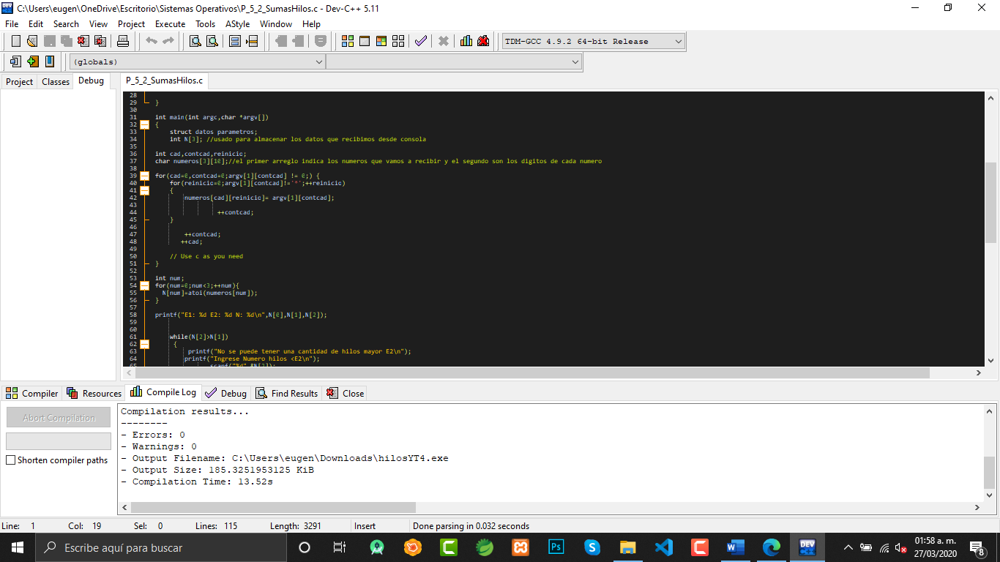 C:\Users\eugen\OneDrive\Escritorio\Sistemas Operativos\P_5_2_SumasHilos.c - Dev-C++ 5.11
File Edit Search View Project Execute Tools AStyle Window Help
TDM-GCC 4.9.2 64-bit Release
(globals)
Project Classes Debug
P_5_2_SumasHilos.c
28
29 }
30
31 int main(int argc,char *argv[])
32 {
33 struct datos parametros;
34 int N[3]; //usado para almacenar los datos que recibimos desde consola
35
36 int cad,contcad,reinicio;
37 char numeros[3][10];//el primer arreglo indica los numeros que vamos a recibir y el segundo son los digitos de cada numero
38
39 for(cad=0,contcad=0;argv[1][contcad] != 0;) {
40 for(reinicio=0;argv[1][contcad]!='*';++reinicio)
41 {
42 numeros[cad][reinicio]= argv[1][contcad];
43
44 ++contcad;
45 }
46
47 ++contcad;
48 ++cad;
49
50 // Use c as you need
51 }
52
53 int num;
54 for(num=0;num<3;++num){
55 N[num]=atoi(numeros[num]);
56 }
57
58 printf("E1: %d E2: %d N: %d\n",N[0],N[1],N[2]);
59
60
61 while(N[2]>N[1])
62 {
63 printf("No se puede tener una cantidad de hilos mayor E2\n");
64 printf("Ingrese Numero hilos <E2\n");
65 scanf("%d",&N[2]);
Compiler Resources Compile Log Debug Find Results Close
Abort Compilation
Shorten compiler paths
Compilation results...
--------
- Errors: 0
- Warnings: 0
- Output Filename: C:\Users\eugen\Downloads\hilosYT4.exe
- Output Size: 185.3251953125 KiB
- Compilation Time: 13.52s
Line: 1 Col: 19 Sel: 0 Lines: 115 Length: 3291 Insert Done parsing in 0.032 seconds
Escribe aquí para buscar
Ps
W
DEV
01:58 a. m.
27/03/2020
8